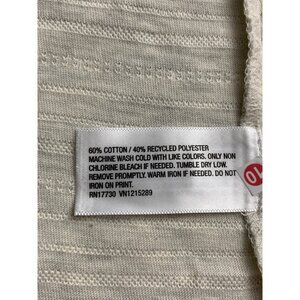 60% COTTON / 40% RECYCLED POLYESTER
MACHINE WASH COLD WITH LIKE COLORS. ONLY NON
CHLORINE BLEACH IF NEEDED. TUMBLE DRY LOW.
REMOVE PROMPTLY. WARM IRON IF NEEDED. DO NOT
IRON ON PRINT.
RN17730 VN1215289
10